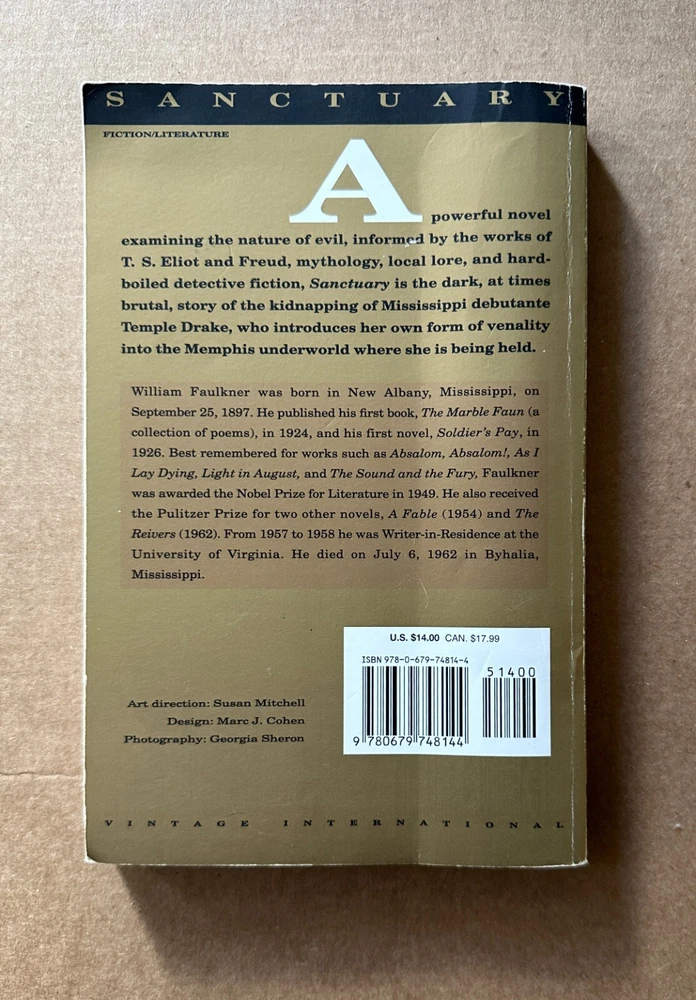 SANCTUARY
FICTION/LITERATURE
A powerful novel
examining the nature of evil, informed by the works of
T. S. Eliot and Freud, mythology, local lore, and hard-
boiled detective fiction, Sanctuary is the dark, at times
brutal, story of the kidnapping of Mississippi debutante
Temple Drake, who introduces her own form of venality
into the Memphis underworld where she is being held.
William Faulkner was born in New Albany, Mississippi, on
September 25, 1897. He published his first book, The Marble Faun (a
collection of poems), in 1924, and his first novel, Soldier's Pay, in
1926. Best remembered for works such as Absalom, Absalom!, As I
Lay Dying, Light in August, and The Sound and the Fury, Faulkner
was awarded the Nobel Prize for Literature in 1949. He also received
the Pulitzer Prize for two other novels, A Fable (1954) and The
Reivers (1962). From 1957 to 1958 he was Writer-in-Residence at the
University of Virginia. He died on July 6, 1962 in Byhalia,
Mississippi.
U.S. $14.00 CAN. $17.99
ISBN 978-0-679-74814-4
51400
9 780679 748144
Art direction: Susan Mitchell
Design: Marc J. Cohen
Photography: Georgia Sheron
VINTAGE INTERNATIONAL